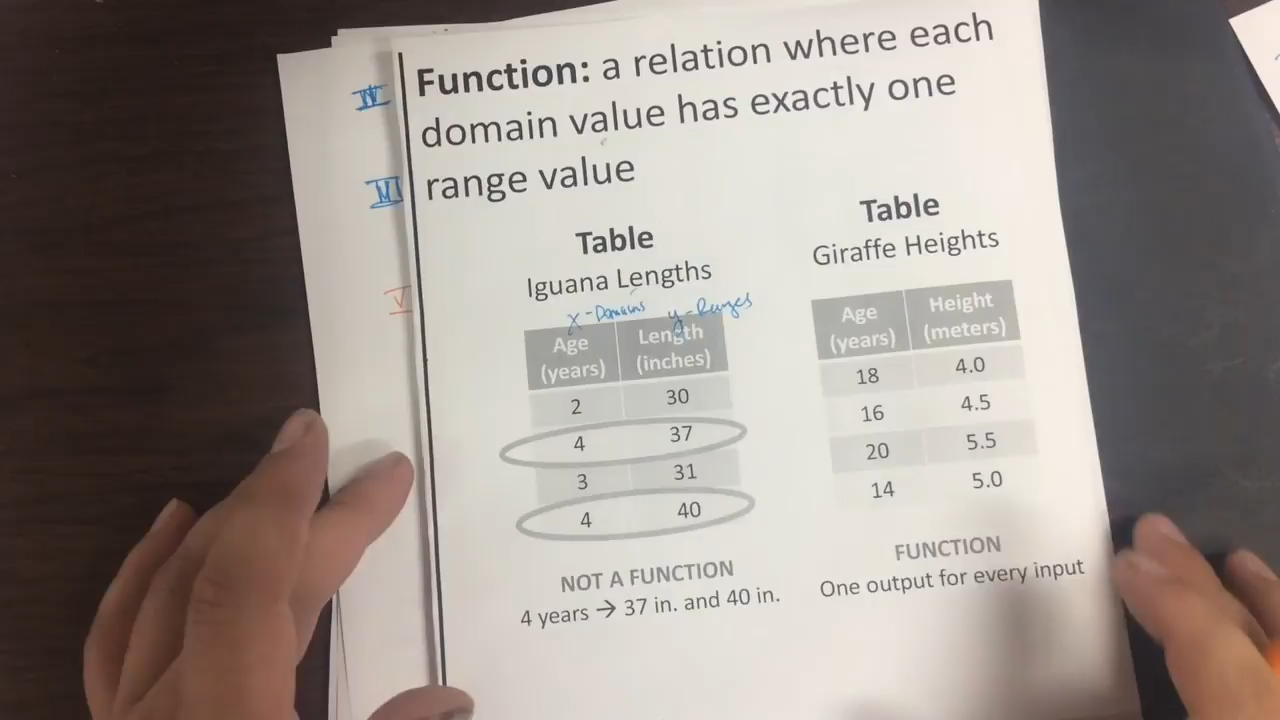 Function: a relation where each
domain value has exactly one
range value
IV
VI
V
Table
Iguana Lengths
x-Domains y-Ranges
Age (years) Length (inches)
2 30
4 37
3 31
4 40
NOT A FUNCTION
4 years → 37 in. and 40 in.
Table
Giraffe Heights
Age (years) Height (meters)
18 4.0
16 4.5
20 5.5
14 5.0
FUNCTION
One output for every input